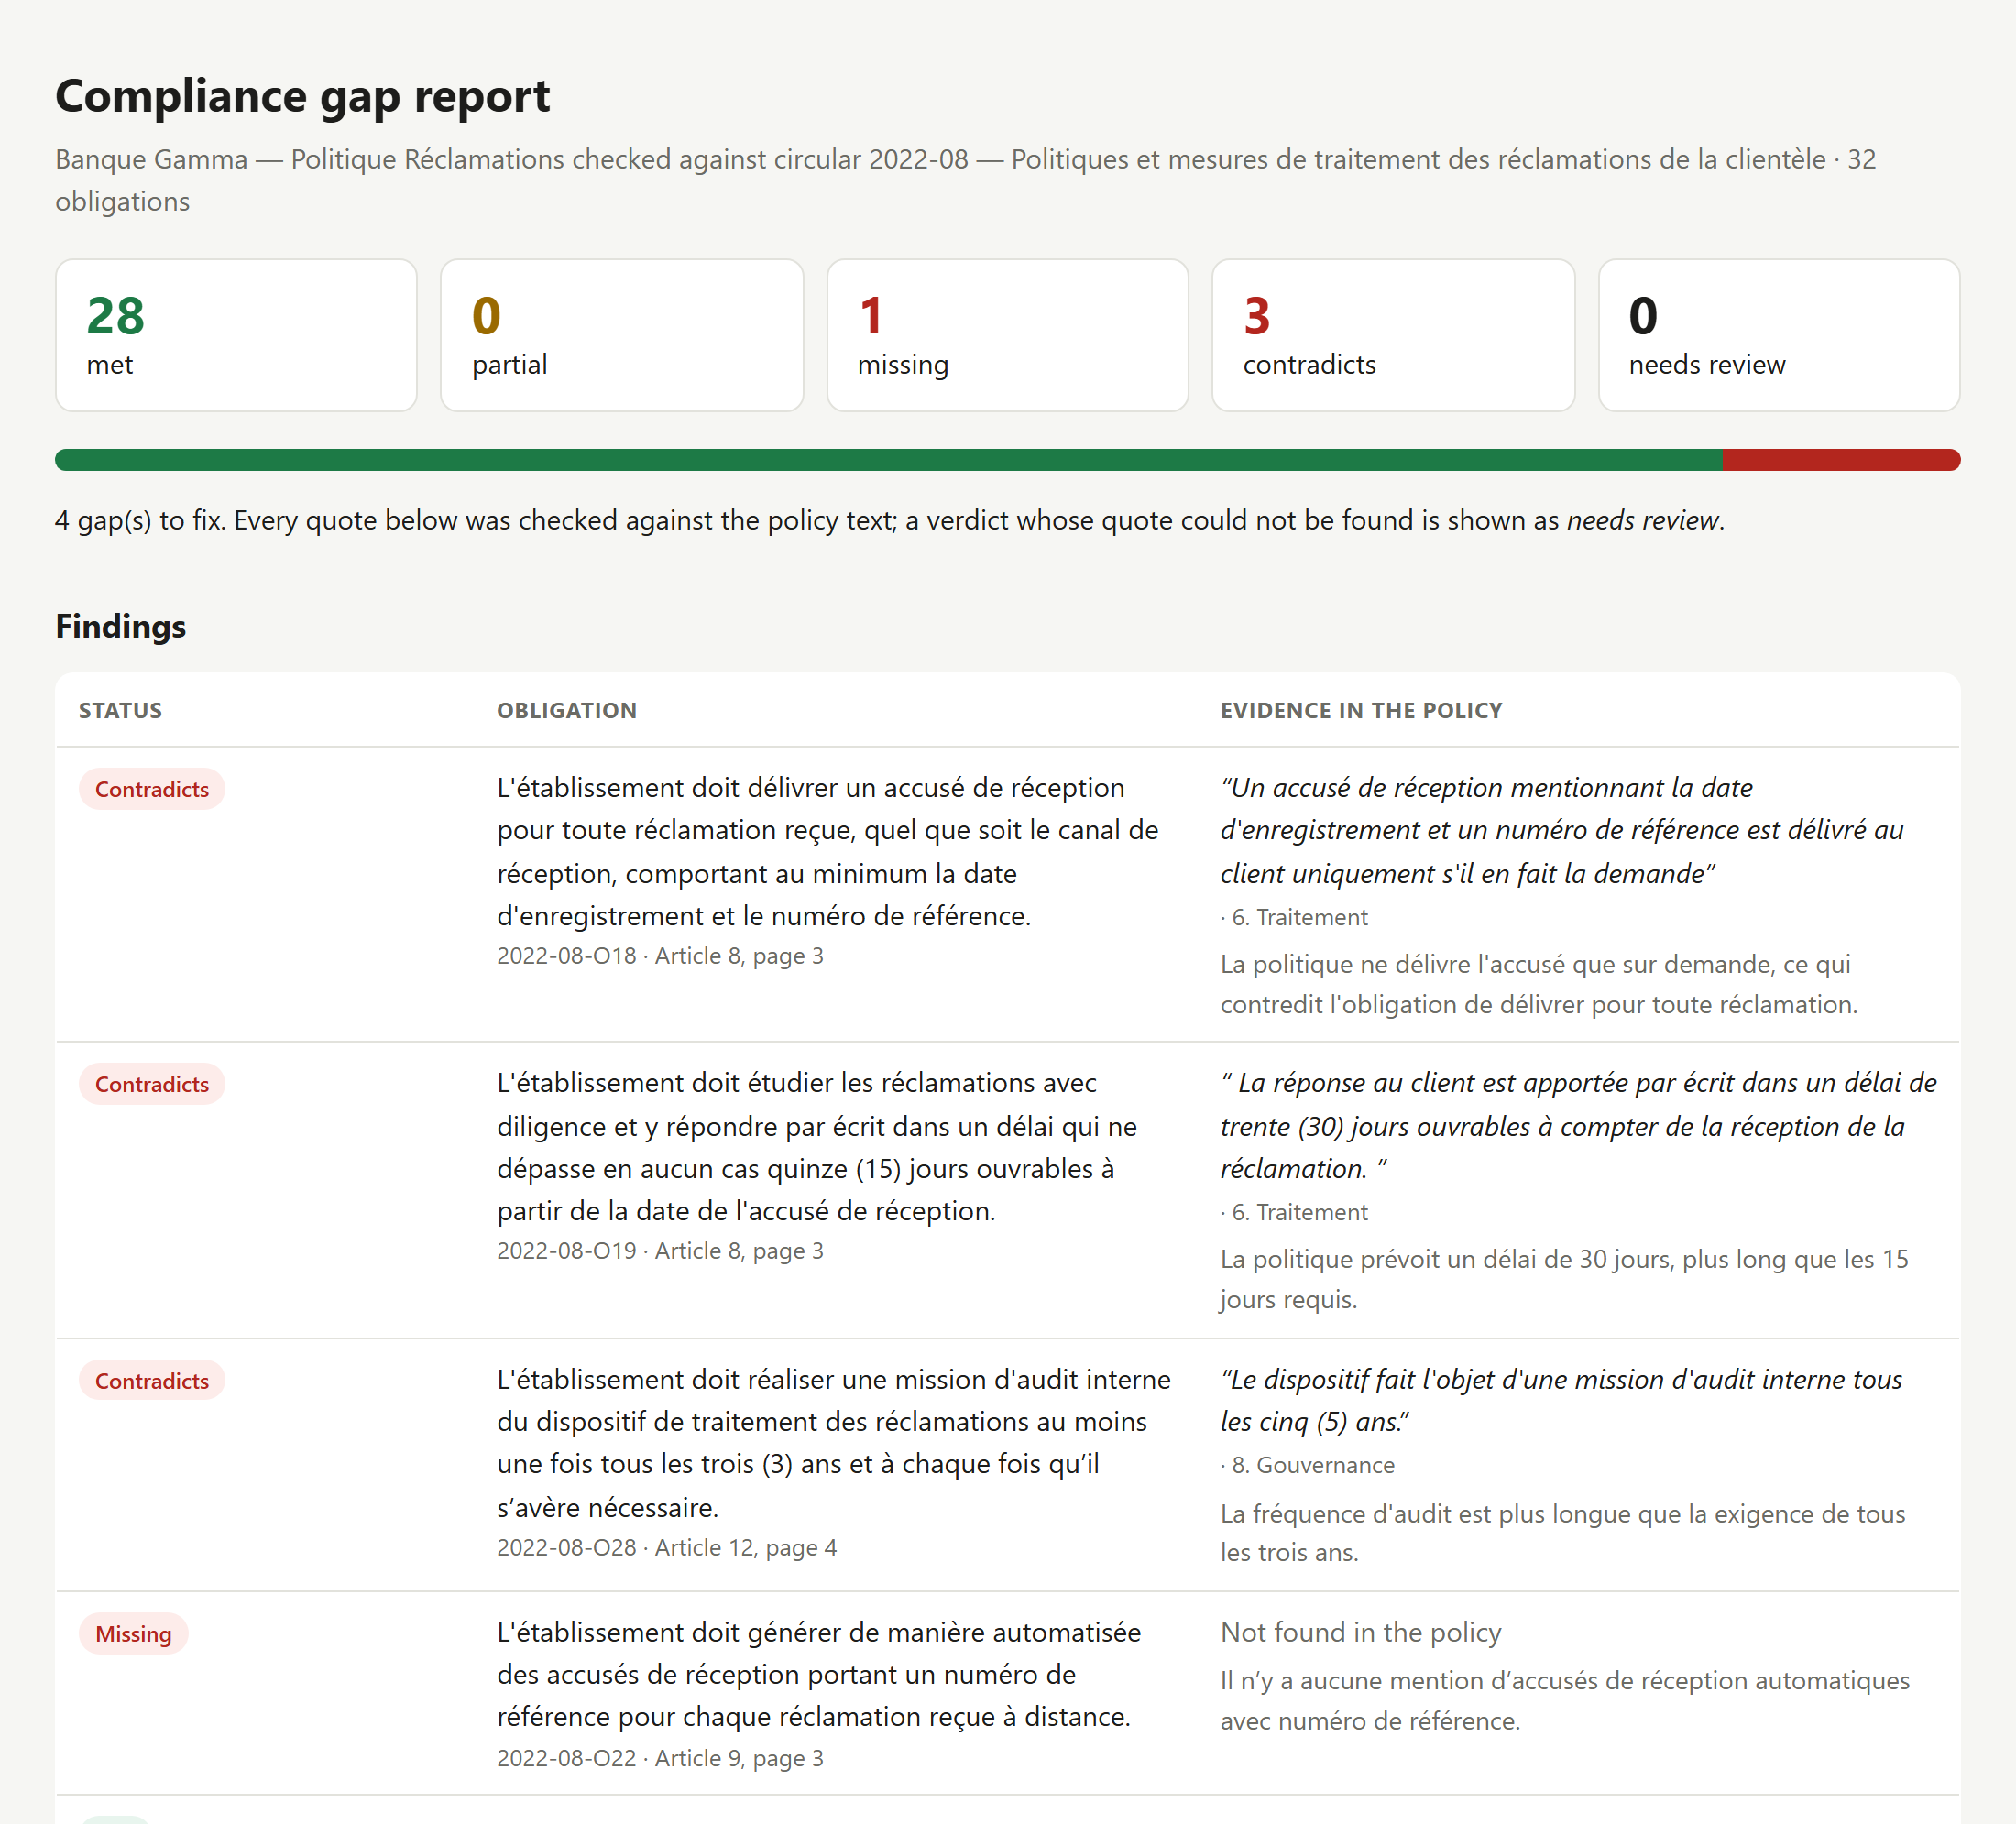 Compliance gap report
Banque Gamma — Politique Réclamations checked against circular 2022-08 — Politiques et mesures de traitement des réclamations de la clientèle · 32
obligations
28
met
0
partial
1
missing
3
contradicts
0
needs review
4 gap(s) to fix. Every quote below was checked against the policy text; a verdict whose quote could not be found is shown as needs review.
Findings
STATUS
OBLIGATION
EVIDENCE IN THE POLICY
Contradicts
L'établissement doit délivrer un accusé de réception
pour toute réclamation reçue, quel que soit le canal de
réception, comportant au minimum la date
d'enregistrement et le numéro de référence.
2022-08-O18 · Article 8, page 3
“Un accusé de réception mentionnant la date
d'enregistrement et un numéro de référence est délivré au
client uniquement s'il en fait la demande”
· 6. Traitement
La politique ne délivre l'accusé que sur demande, ce qui
contredit l'obligation de délivrer pour toute réclamation.
Contradicts
L'établissement doit étudier les réclamations avec
diligence et y répondre par écrit dans un délai qui ne
dépasse en aucun cas quinze (15) jours ouvrables à
partir de la date de l'accusé de réception.
2022-08-O19 · Article 8, page 3
“ La réponse au client est apportée par écrit dans un délai de
trente (30) jours ouvrables à compter de la réception de la
réclamation. ”
· 6. Traitement
La politique prévoit un délai de 30 jours, plus long que les 15
jours requis.
Contradicts
L'établissement doit réaliser une mission d'audit interne
du dispositif de traitement des réclamations au moins
une fois tous les trois (3) ans et à chaque fois qu’il
s’avère nécessaire.
2022-08-O28 · Article 12, page 4
“Le dispositif fait l'objet d'une mission d'audit interne tous
les cinq (5) ans.”
· 8. Gouvernance
La fréquence d'audit est plus longue que la exigence de tous
les trois ans.
Missing
L'établissement doit générer de manière automatisée
des accusés de réception portant un numéro de
référence pour chaque réclamation reçue à distance.
2022-08-O22 · Article 9, page 3
Not found in the policy
Il n’y a aucune mention d’accusés de réception automatiques
avec numéro de référence.